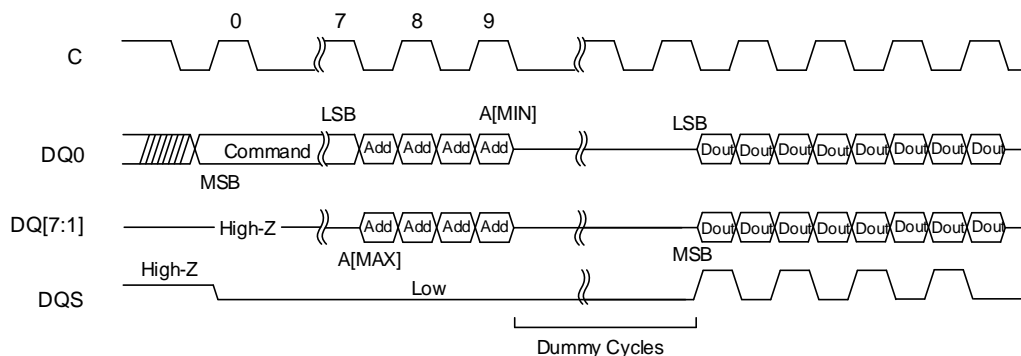 0 7 8 9
C
LSB A[MIN] LSB
DQ0 Command Add Add Add Add Dout Dout Dout Dout Dout Dout Dout Dout
MSB
DQ[7:1] High-Z Add Add Add Add Dout Dout Dout Dout Dout Dout Dout Dout
A[MAX] MSB
High-Z
DQS Low
Dummy Cycles